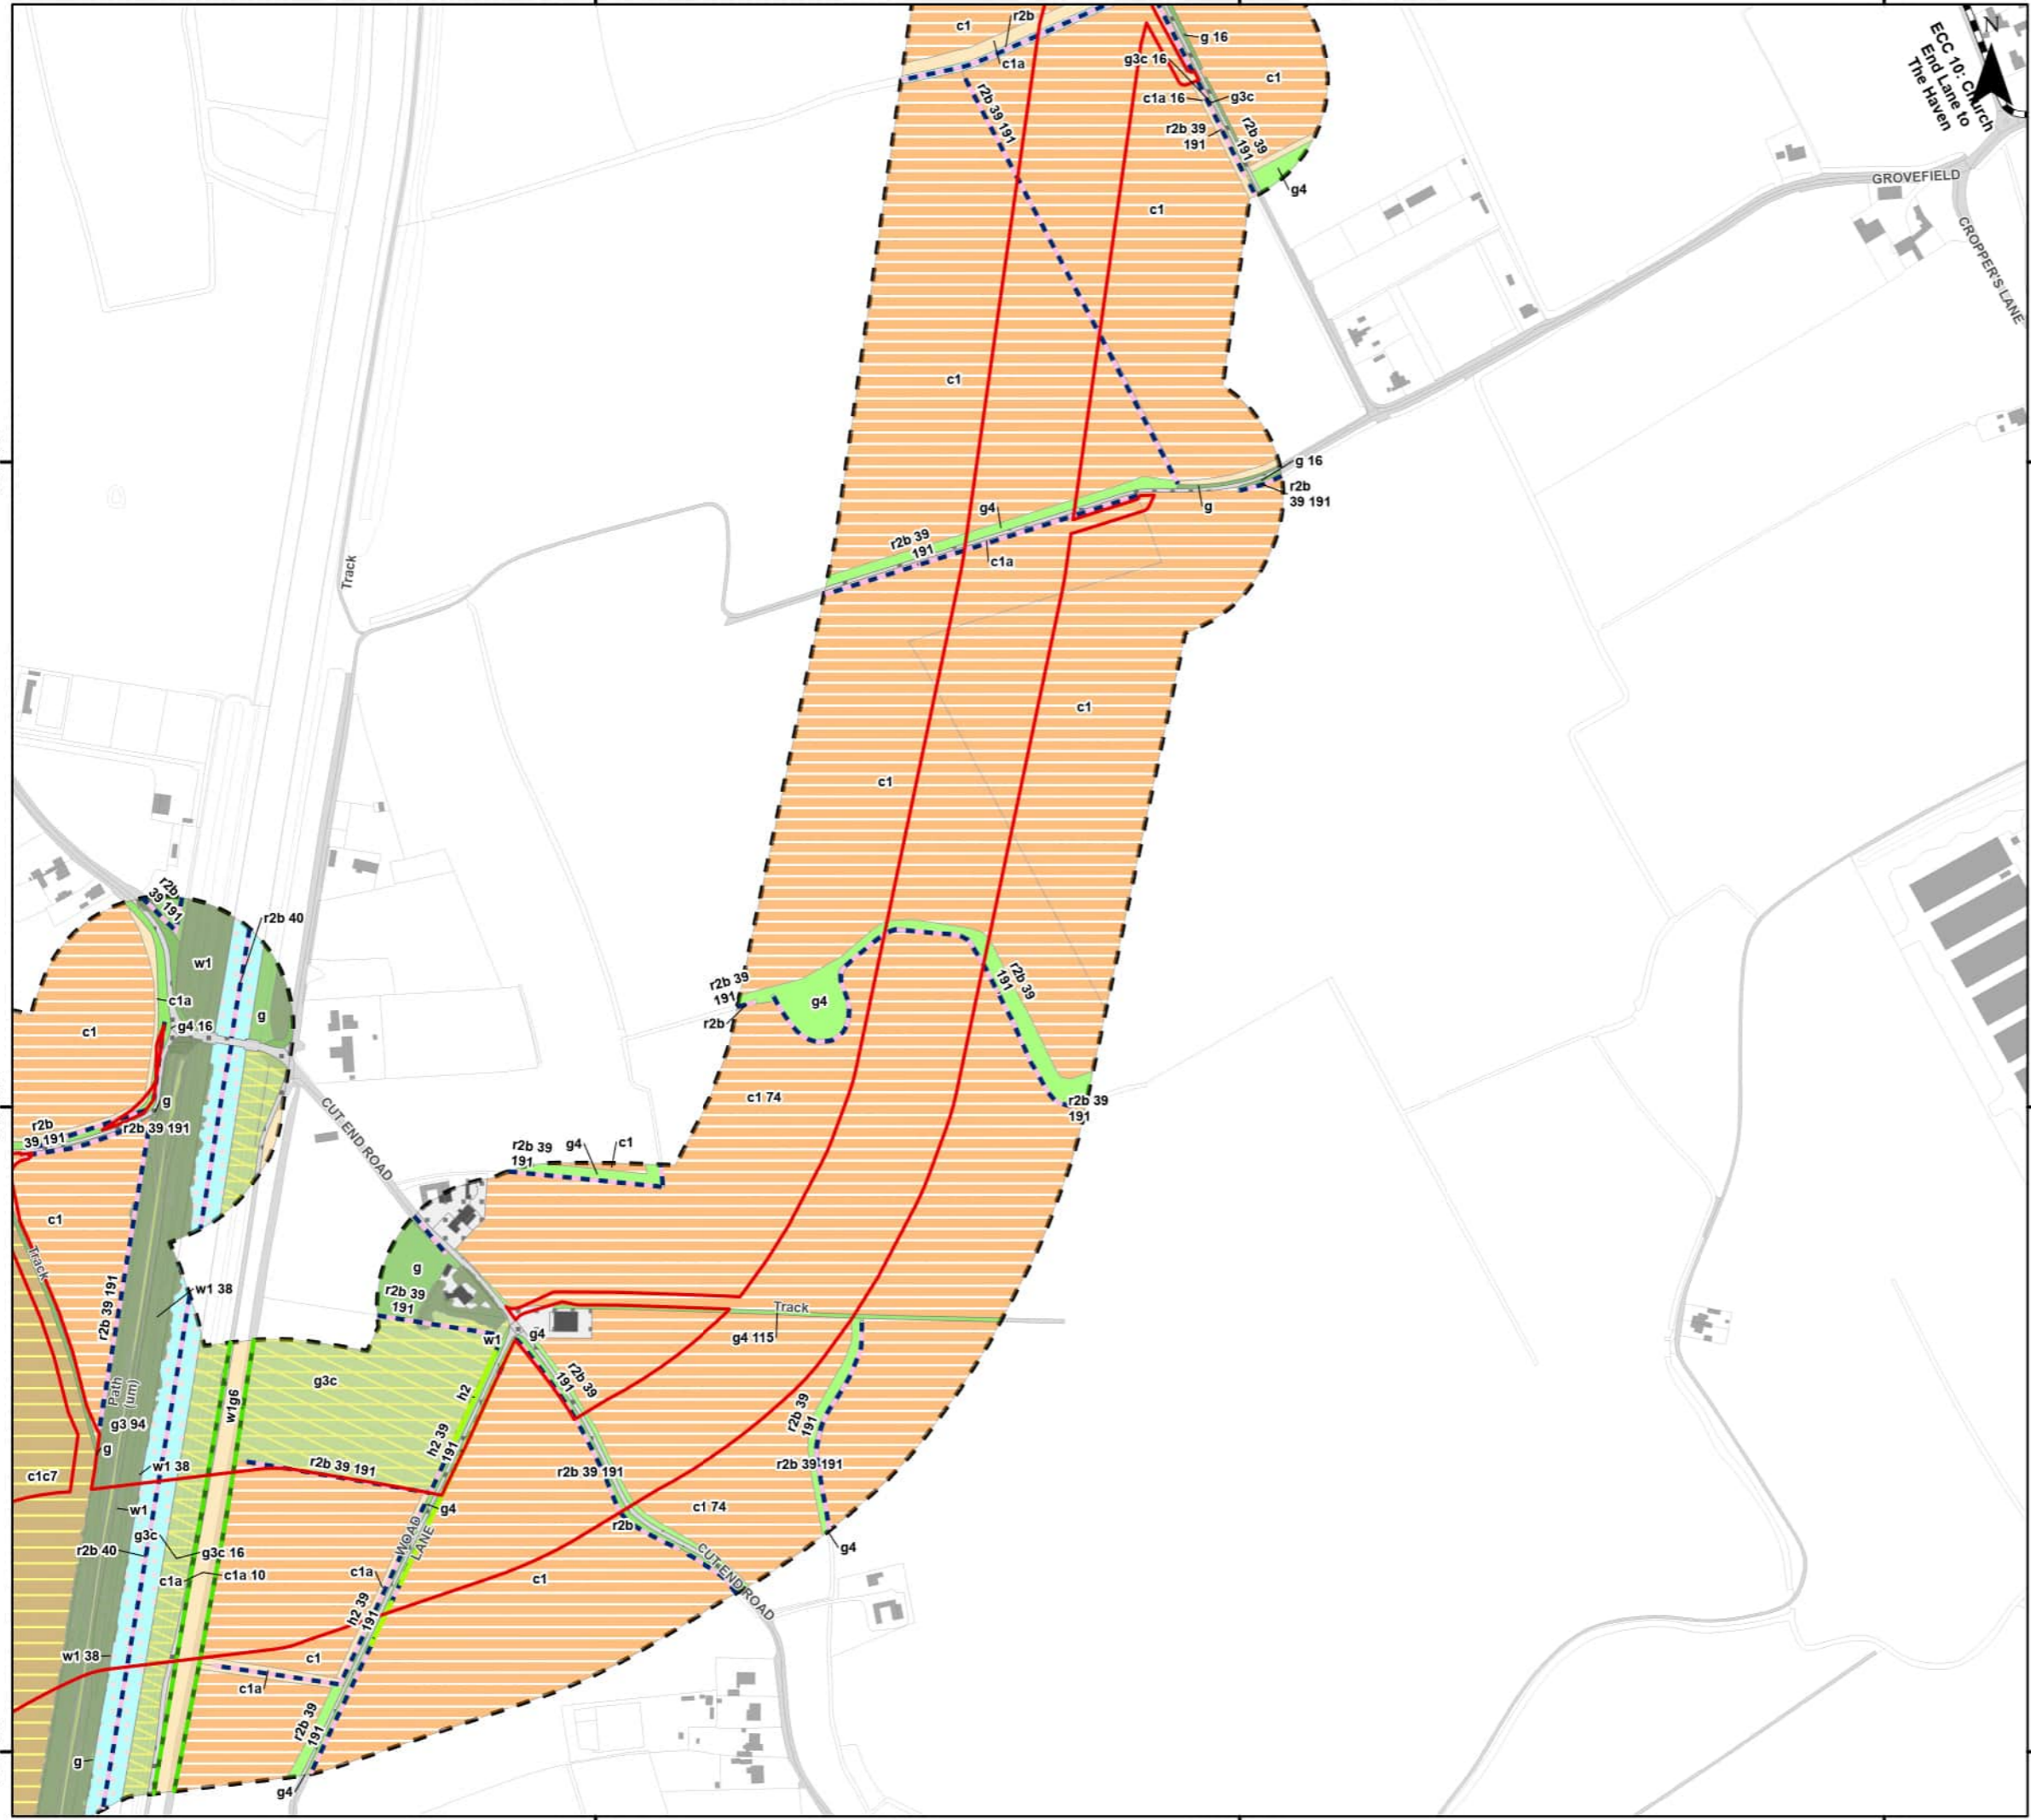 c1
r2b
c1a
g 16
g3c 16
c1
c1a 16
g3c
r2b 39
191
r2b 39
191
r2b 39 191
g4
c1
N
ECC 10: Church
End Lane to
The Haven
GROVEFIELD
CROPPER'S LANE
c1
g 16
r2b
39 191
g
g4
r2b 39
191
c1a
Track
c1
c1
r2b
39 191
r2b 40
w1
c1a
g4 16
g
c1
g
r2b
39 191
r2b 39 191
CUT END ROAD
r2b 39
191
r2b
g4
r2b 39
191
r2b 39
191
c1 74
r2b 39
191
g4
c1
c1
Track
r2b 39 191
w1 38
g
r2b 39
191
w1
g4
Track
g4 115
Path
(um)
g3 94
g
g3c
w1g6
h2
h2 39
191
r2b 39
191
r2b 39
191
r2b 39 191
r2b 39 191
r2b 39 191
c1c7
w1 38
w1
g3c
r2b 40
g3c 16
c1a
c1a 10
g4
WOAD
LANE
c1 74
r2b
g4
CUT END ROAD
c1a
c1
h2 39
191
w1 38
c1
c1a
r2b 39
191
g
g4